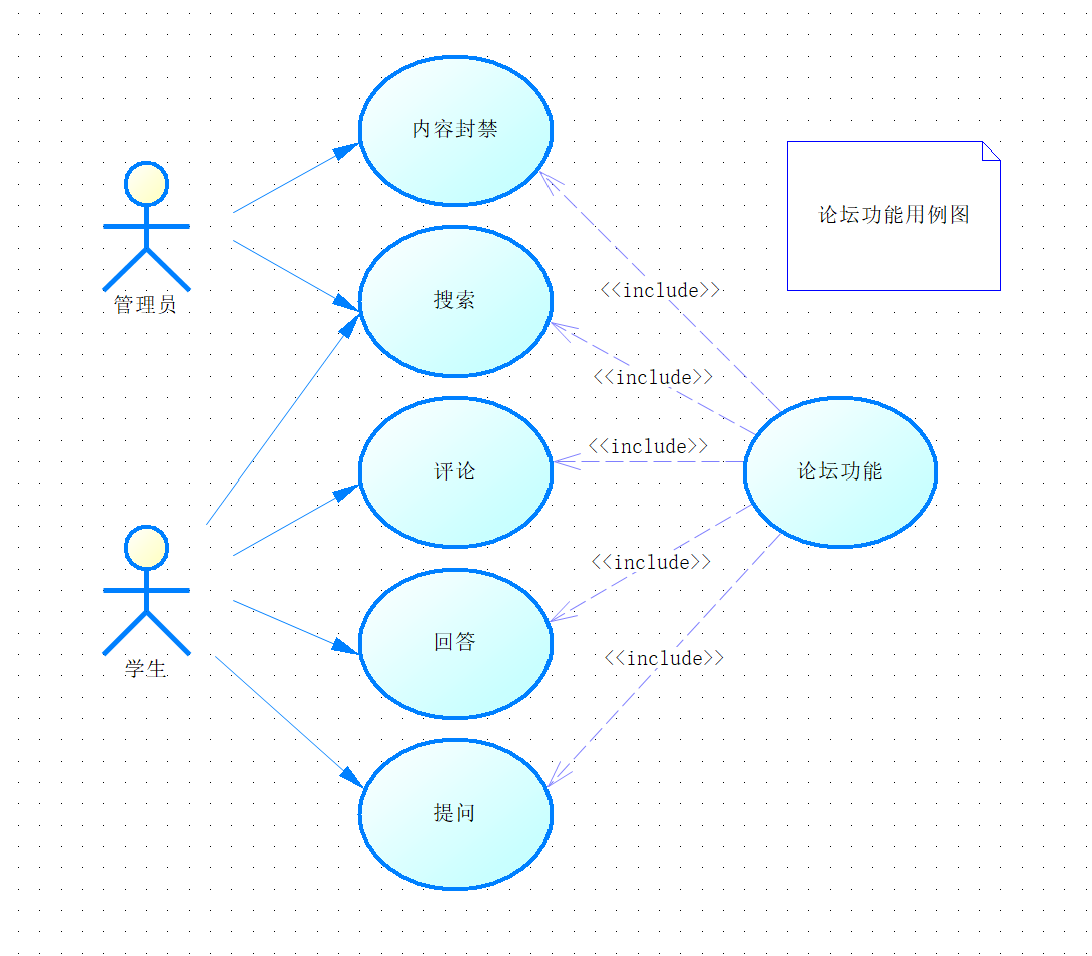 内容封禁
论坛功能用例图
管理员
搜索
<<include>>
<<include>>
<<include>>
评论
论坛功能
<<include>>
学生
回答
<<include>>
提问